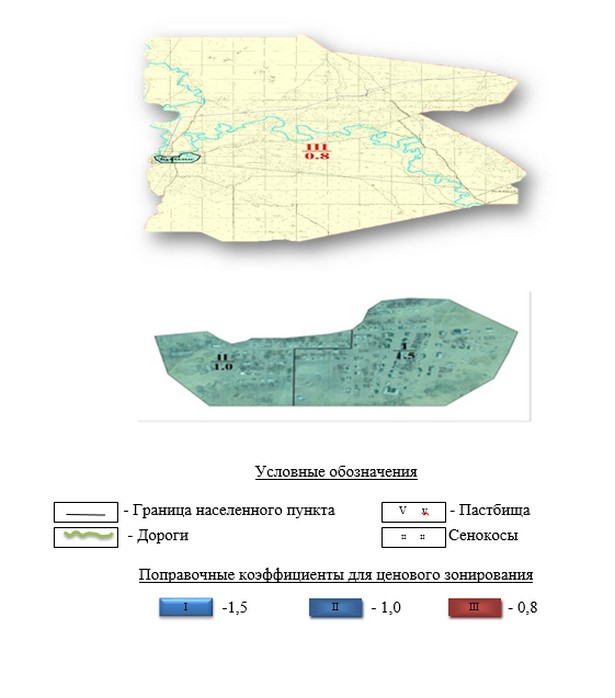 III
0.8
I
1.5
II
1.0
Условные обозначения
- Граница населенного пункта
V v - Пастбища
- Дороги
" " Сенокосы
Поправочные коэффициенты для ценового зонирования
I -1,5 II - 1,0 III - 0,8